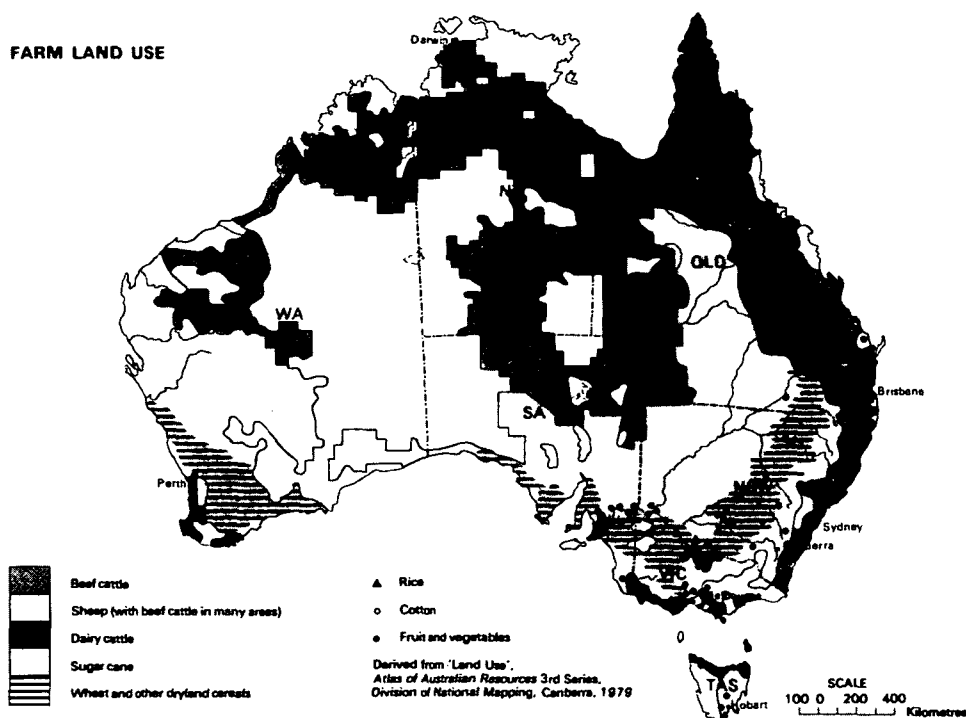 FARM LAND USE
Darwin
QLD
WA
Brisbane
SA
Perth
Sydney
Beef cattle
Sheep (with beef cattle in many areas)
Dairy cattle
Sugar cane
Wheat and other dryland cereals
Rice
Cotton
Fruit and vegetables
Derived from 'Land Use',
Atlas of Australian Resources 3rd Series,
Division of National Mapping, Canberra, 1979
TAS
Hobart
SCALE
100 0 200 400
Kilometres